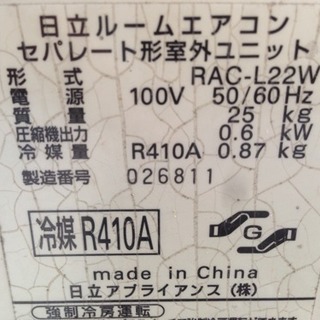 日立ルームエアコン
セパレート形室外ユニット
形式 RAC-L22W
電源 100V 50/60Hz
質量 25 kg
圧縮機出力 0.6 kW
冷媒量 R410A 0.87 kg
製造番号 026811
冷媒 R410A
G
made in China
日立アプライアンス(株)
強制冷房運転